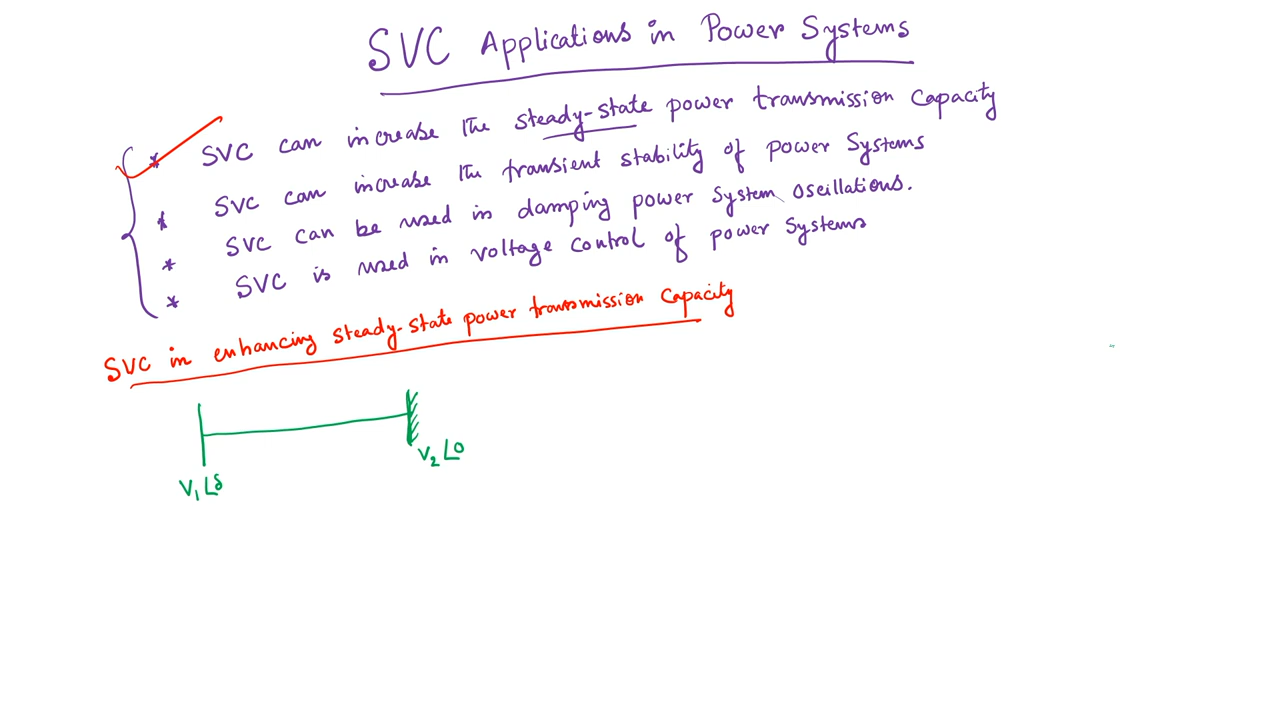 SVC Applications in Power Systems
* SVC can increase the steady-state power transmission capacity
* SVC can increase the transient stability of power systems
* SVC can be used in damping power system oscillations.
* SVC is used in voltage control of power systems
SVC in enhancing steady-state power transmission capacity
V₂∠0
V₁∠δ